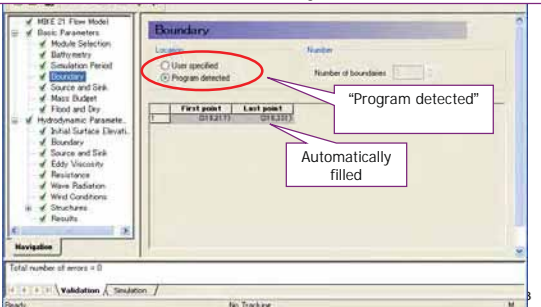 MIKE 21 Flow Model
Basic Parameters
Module Selection
Bathymetry
Simulation Period
Boundary
Source and Sink
Mass Budget
Flood and Dry
Hydrodynamic Paramete..
Initial Surface Elevati..
Boundary
Source and Sink
Eddy Viscosity
Resistance
Wave Radiation
Wind Conditions
Structures
Results
Navigation
Boundary
Location
User specified
Program detected
Number
Number of boundaries
1
"Program detected"
First point
Last point
1
Automatically
filled
Total number of errors = 0
Validation
Simulation
Ready
No Tracking